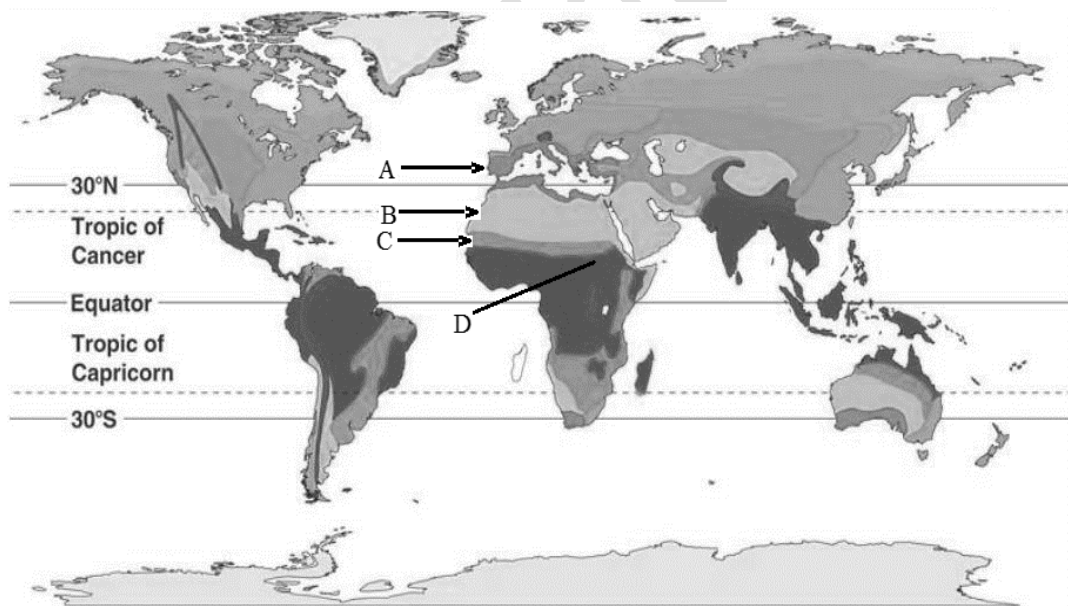 A
30°N
B
Tropic of
Cancer
C
Equator
D
Tropic of
Capricorn
30°S